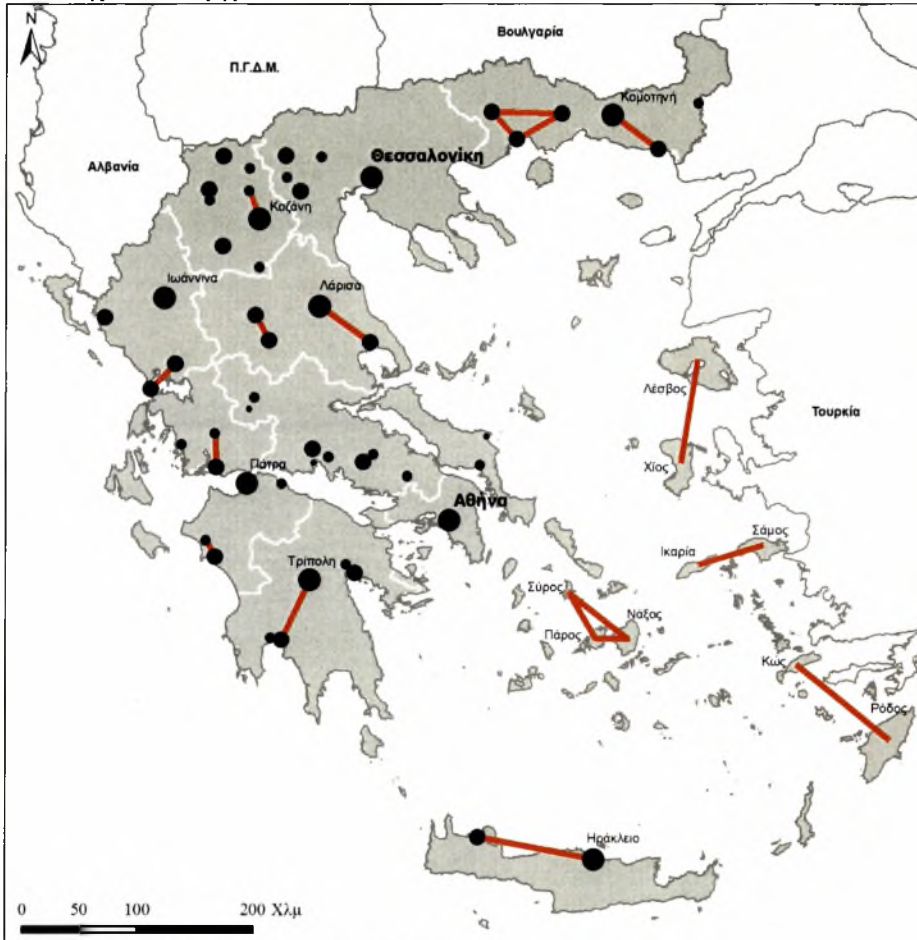 N
Βουλγαρία
Π.Γ.Δ.Μ.
Κομοτηνή
Αλβανία
Θεσσαλονίκη
Κοζάνη
Ιωάννινα
Λάρισα
Λέσβος
Τουρκία
Χίος
Πάτρα
Αθήνα
Σάμος
Ικαρία
Τρίπολη
Σύρος
Νάξος
Πάρος
Κως
Ρόδος
Ηράκλειο
0 50 100 200 Χλμ